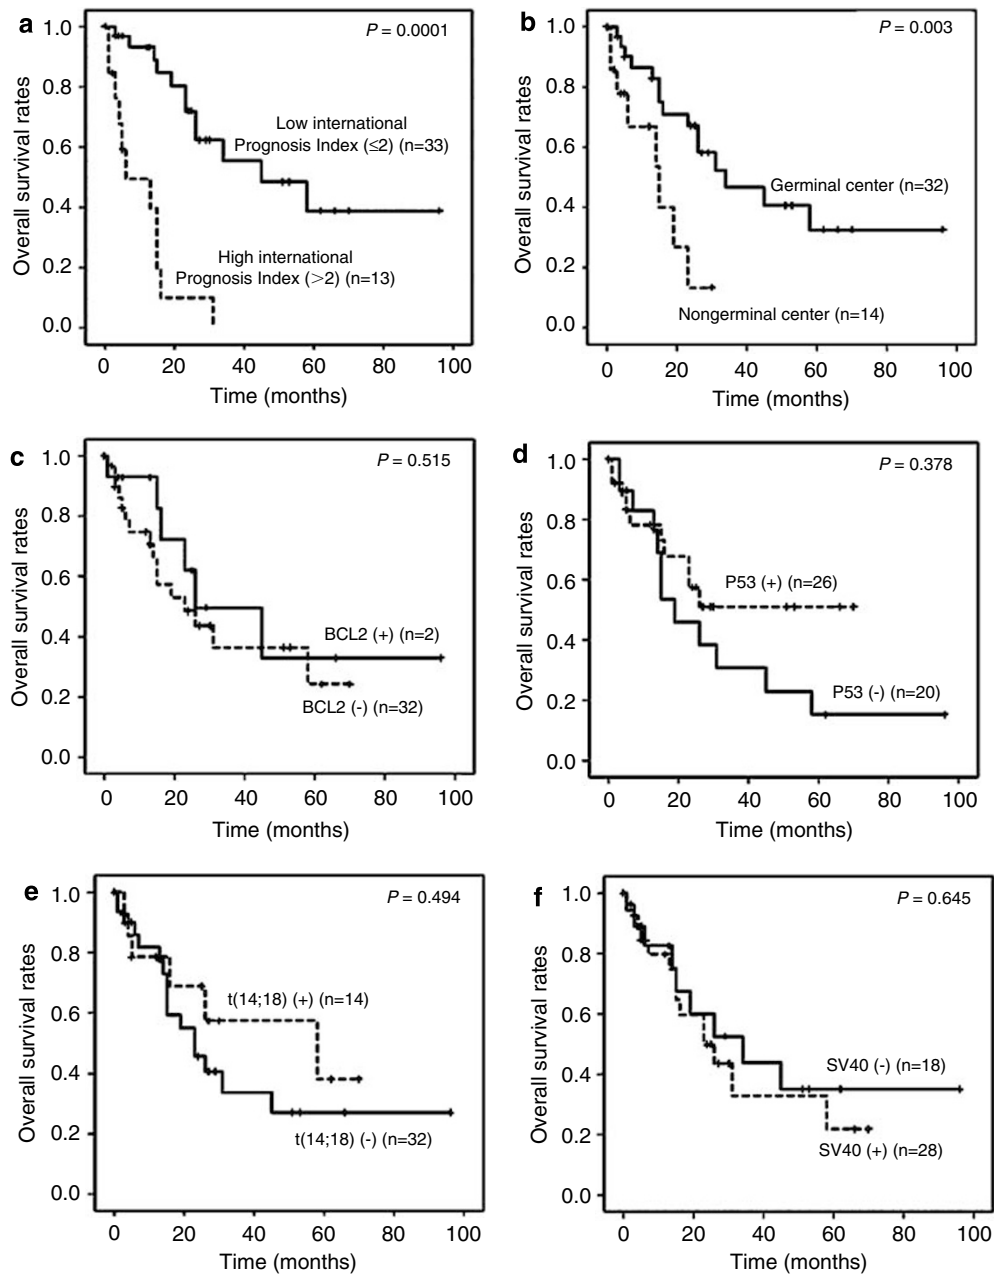 a
P = 0.0001
1.0
0.8
0.6
0.4
0.2
0.0
Overall survival rates
Low international
Prognosis Index (≤2) (n=33)
High international
Prognosis Index (>2) (n=13)
0 20 40 60 80 100
Time (months)
b
P = 0.003
1.0
0.8
0.6
0.4
0.2
0.0
Overall survival rates
Germinal center (n=32)
Nongerminal center (n=14)
0 20 40 60 80 100
Time (months)
c
P = 0.515
1.0
0.8
0.6
0.4
0.2
0.0
Overall survival rates
BCL2 (+) (n=2)
BCL2 (-) (n=32)
0 20 40 60 80 100
Time (months)
d
P = 0.378
1.0
0.8
0.6
0.4
0.2
0.0
Overall survival rates
P53 (+) (n=26)
P53 (-) (n=20)
0 20 40 60 80 100
Time (months)
e
P = 0.494
1.0
0.8
0.6
0.4
0.2
0.0
Overall survival rates
t(14;18) (+) (n=14)
t(14;18) (-) (n=32)
0 20 40 60 80 100
Time (months)
f
P = 0.645
1.0
0.8
0.6
0.4
0.2
0.0
Overall survival rates
SV40 (-) (n=18)
SV40 (+) (n=28)
0 20 40 60 80 100
Time (months)